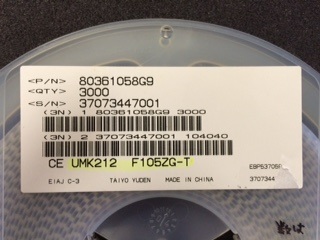 <P/N> 80361058G9
<QTY> 3000
<S/N> 37073447001
(3N) 1 80361058G9 3000
(3N) 2 37073447001 104040
CE UMK212 F105ZG-T
EIAJ C-3 TAIYO YUDEN MADE IN CHINA 3707344